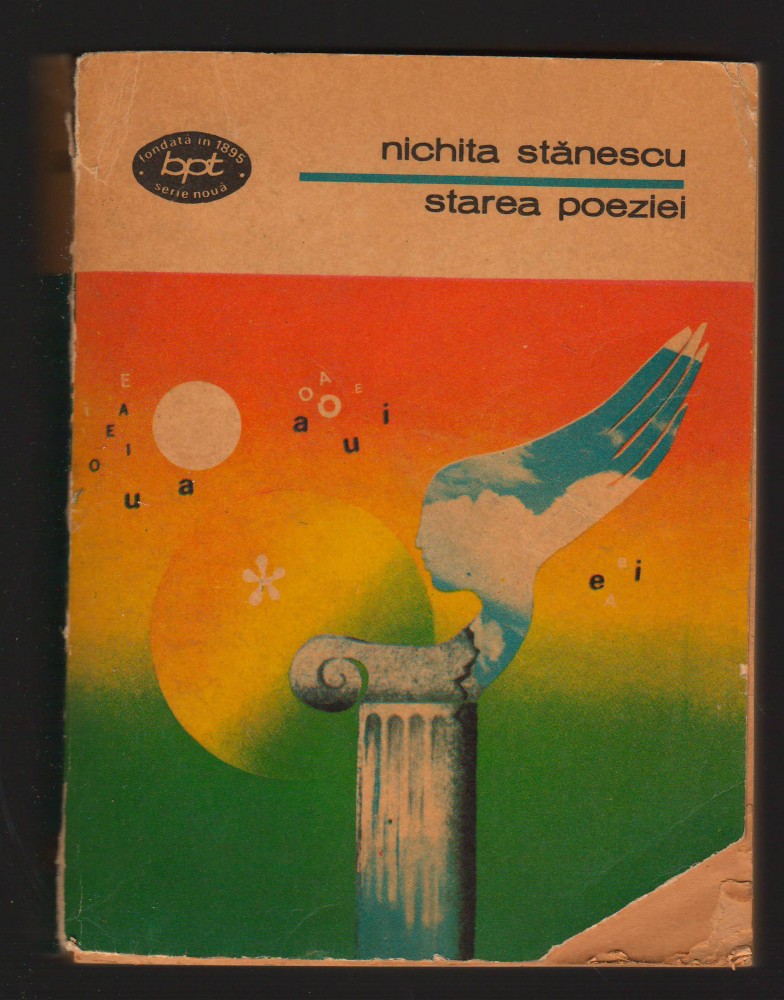 fondată în 1895
bpt
serie nouă
nichita stănescu
starea poeziei
E
A
E
I
I
O
u
a
O
A
E
O
a
u
i
e
i
A